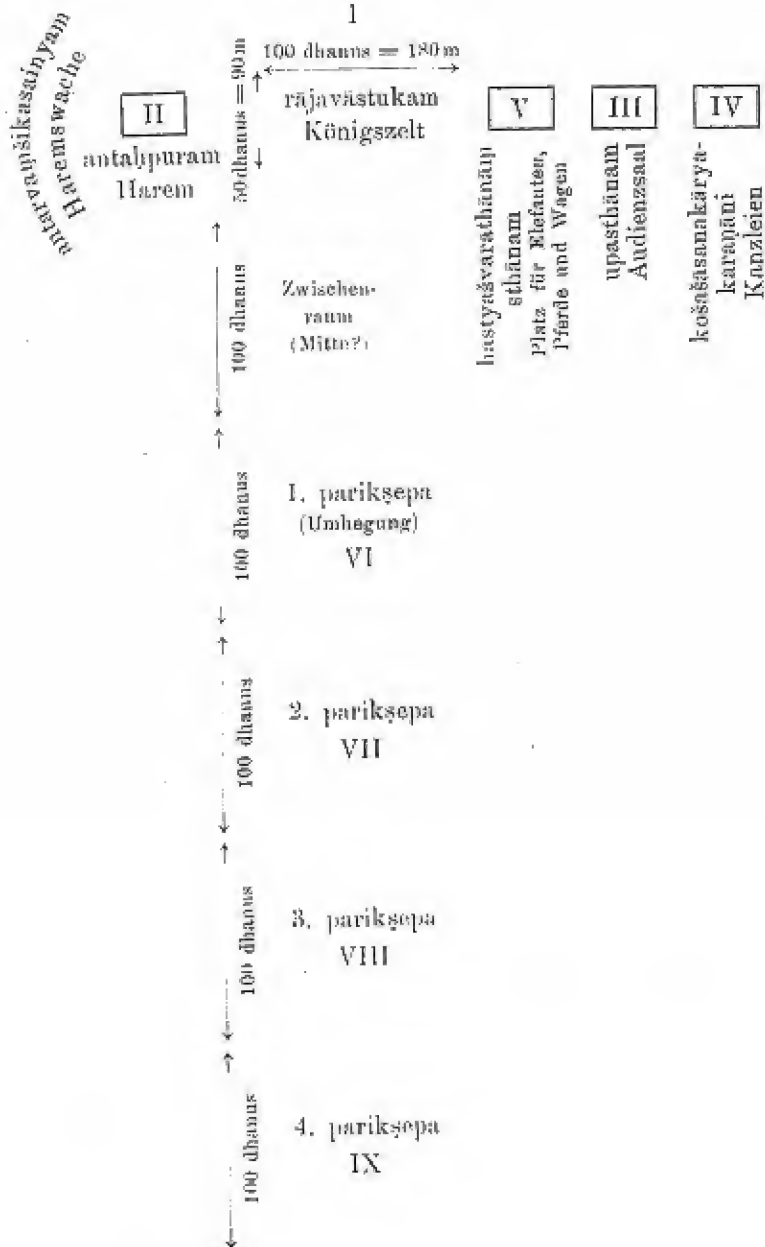 I
100 dhanus = 180 m
50 dhanus = 90 m
rājavāstukam
Königszelt
antarvaṃśikasainyam
Haremswache
II
antaḥpuram
Harem
V
hastyaśvarathānāṃ
sthānam
Platz für Elefanten,
Pferde und Wagen
III
upasthānam
Audienzsaal
IV
kośaśāsanakārya-
karaṇāni
Kanzleien
100 dhanus
Zwischen-
raum
(Mitte?)
100 dhanus
1. parikṣepa
(Umhegung)
VI
100 dhanus
2. parikṣepa
VII
100 dhanus
3. parikṣepa
VIII
100 dhanus
4. parikṣepa
IX